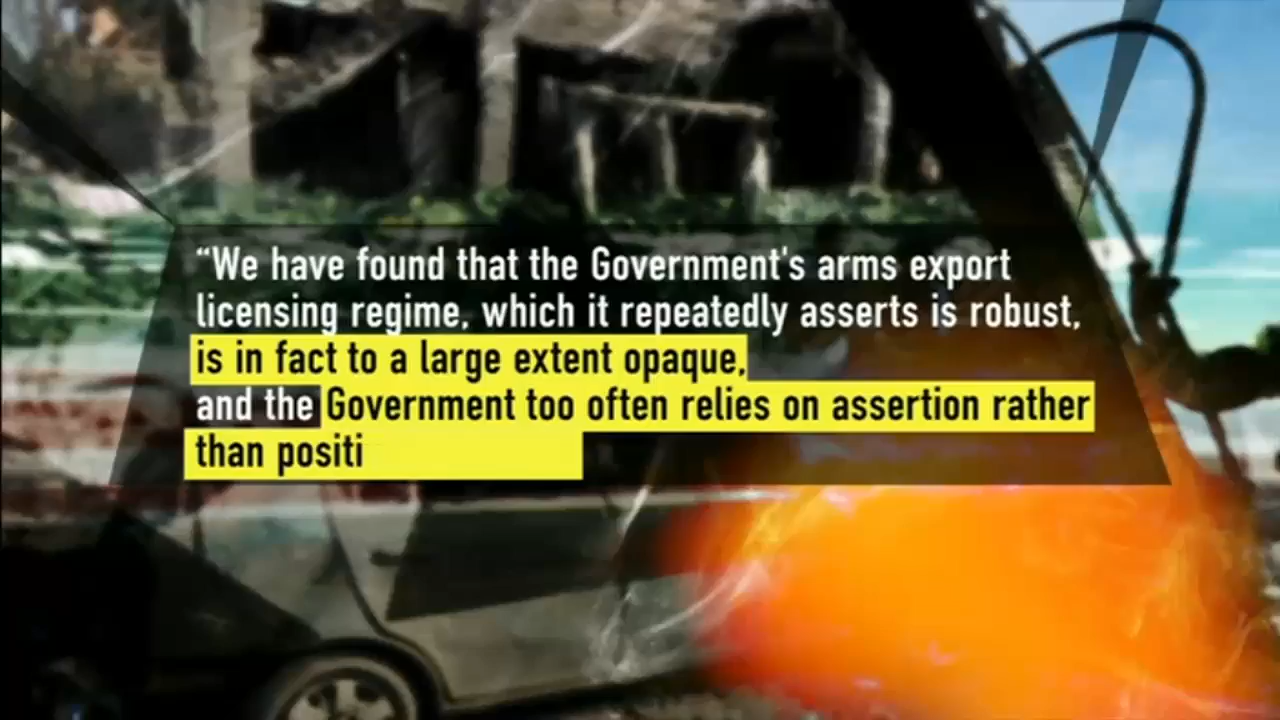 “We have found that the Government's arms export
licensing regime, which it repeatedly asserts is robust,
is in fact to a large extent opaque,
and the Government too often relies on assertion rather
than positi